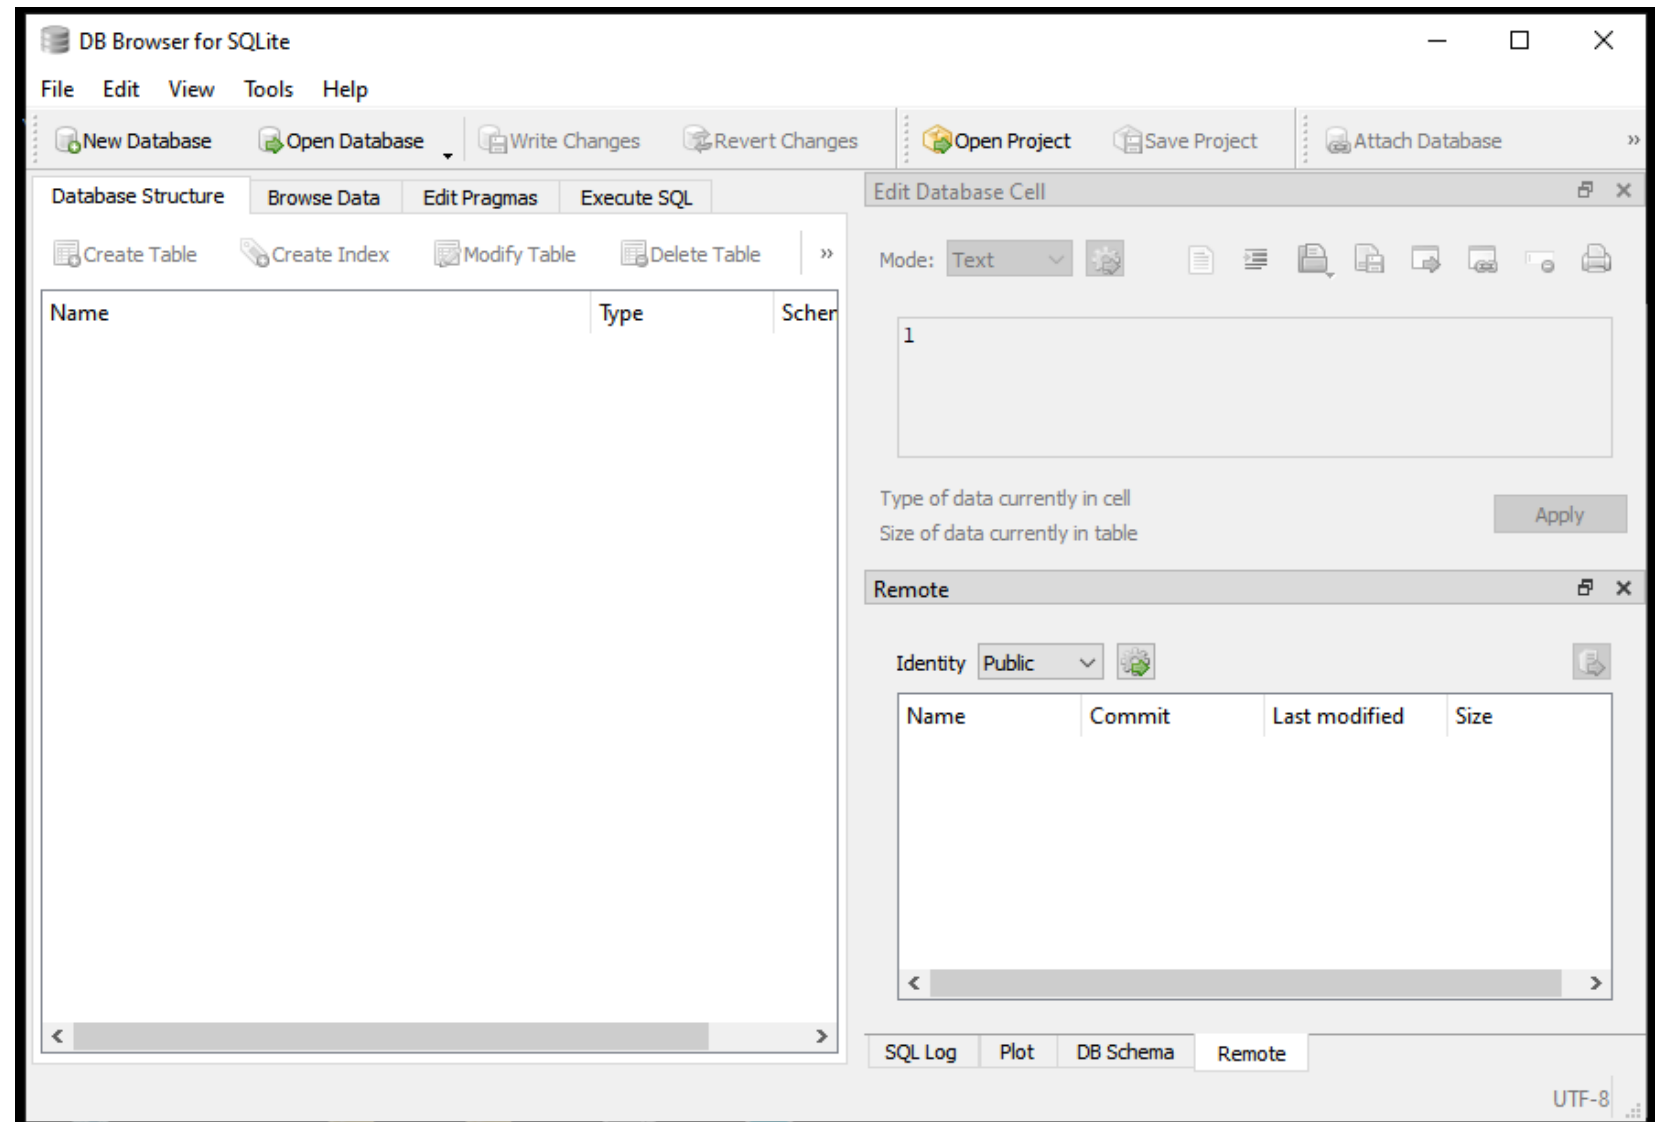 DB Browser for SQLite
File Edit View Tools Help
New Database Open Database Write Changes Revert Changes Open Project Save Project Attach Database »
Database Structure Browse Data Edit Pragmas Execute SQL
Create Table Create Index Modify Table Delete Table »
Name Type Schem
Edit Database Cell
Mode: Text
1
Type of data currently in cell
Size of data currently in table
Apply
Remote
Identity Public
Name Commit Last modified Size
SQL Log Plot DB Schema Remote
UTF-8